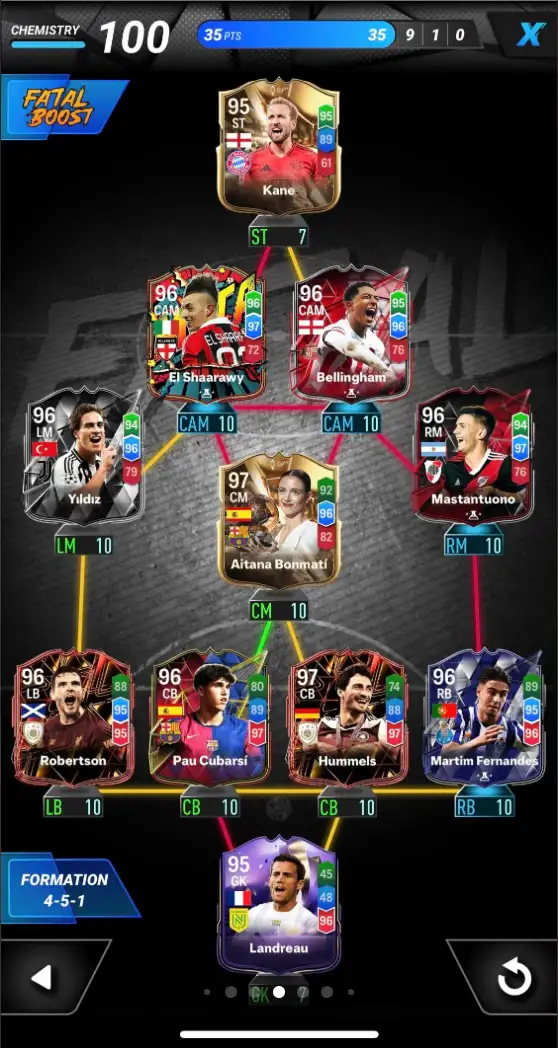 CHEMISTRY 100 35 PTS 35 9 1 0 X
FATAL
BOOST
95
ST
95
89
61
Kane
ST 7
96
CAM
96
97
72
EL SHAARAWY
El Shaarawy
CAM 10
96
CAM
95
96
76
Bellingham
CAM 10
96
LM
94
96
79
Yıldız
LM 10
97
CM
92
96
82
Aitana Bonmatí
CM 10
96
RM
94
97
76
Mastantuono
RM 10
96
LB
88
95
95
Robertson
LB 10
96
CB
80
89
97
Pau Cubarsí
CB 10
97
CB
74
88
97
Hummels
CB 10
96
RB
89
95
96
Martim Fernandes
RB 10
FORMATION
4-5-1
95
GK
45
48
96
Landreau
GK 7